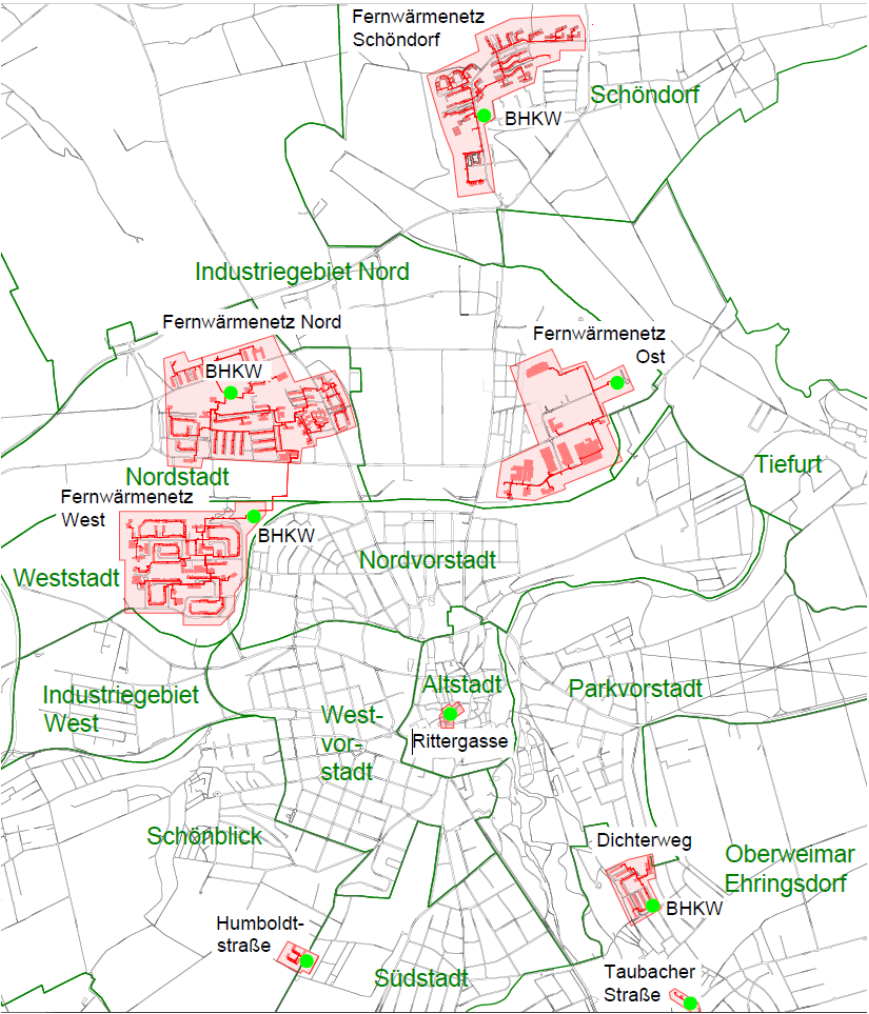 Fernwärmenetz
Schöndorf
Schöndorf
BHKW
Industriegebiet Nord
Fernwärmenetz Nord
Fernwärmenetz
Ost
BHKW
Nordstadt
Tiefurt
Fernwärmenetz
West
BHKW
Nordvorstadt
Weststadt
Altstadt
Parkvorstadt
Industriegebiet
West
West-
vor-
stadt
Rittergasse
Schönblick
Dichterweg
Oberweimar
Ehringsdorf
BHKW
Humboldt-
straße
Südstadt
Taubacher
Straße